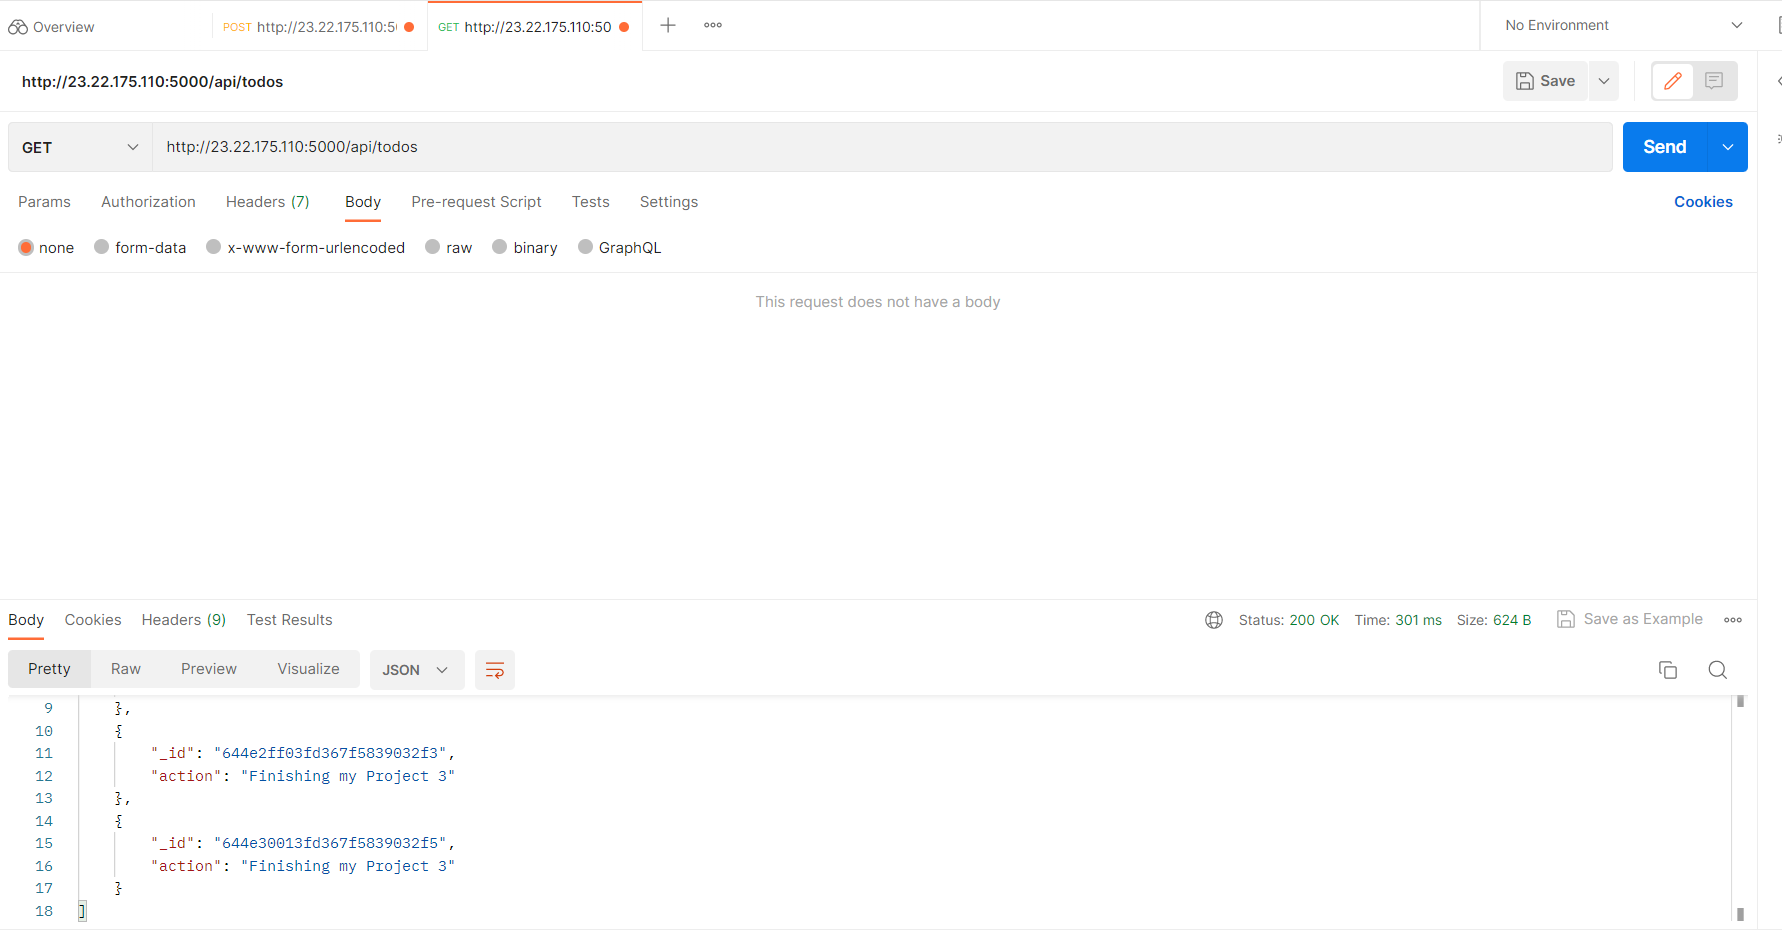 Overview POST http://23.22.175.110:5 GET http://23.22.175.110:50 No Environment
http://23.22.175.110:5000/api/todos Save
GET http://23.22.175.110:5000/api/todos Send
Params Authorization Headers (7) Body Pre-request Script Tests Settings Cookies
none form-data x-www-form-urlencoded raw binary GraphQL
This request does not have a body
Body Cookies Headers (9) Test Results Status: 200 OK Time: 301 ms Size: 624 B Save as Example
Pretty Raw Preview Visualize JSON
9 },
10 {
11 "_id": "644e2ff03fd367f5839032f3",
12 "action": "Finishing my Project 3"
13 },
14 {
15 "_id": "644e30013fd367f5839032f5",
16 "action": "Finishing my Project 3"
17 }
18 ]